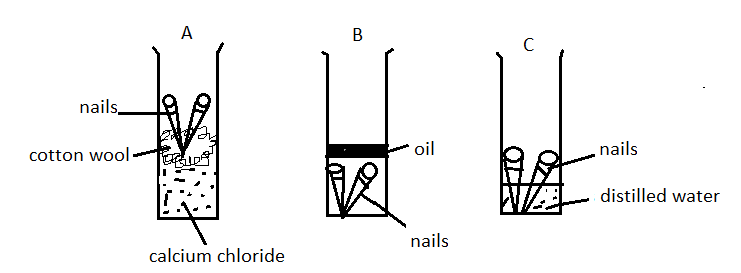 A
B
C
nails
cotton wool
calcium chloride
oil
nails
nails
distilled water